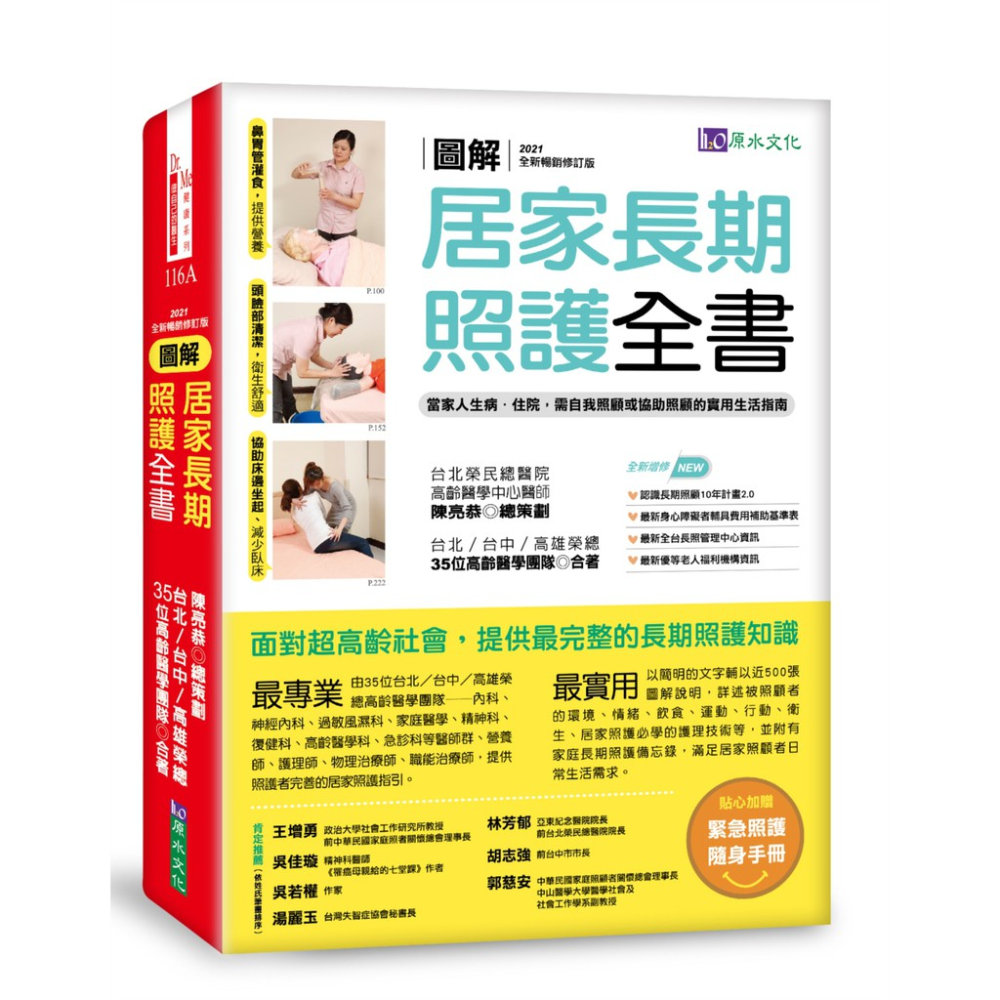 Dr. Me健康系列
做自己的醫生
116A
2021
全新暢銷修訂版
圖解
居家長期
照護全書
陳亮恭◎總策劃
台北/台中/高雄榮總
35位高齡醫學團隊◎合著
h2O原水文化
鼻胃管灌食,提供營養
P.100
頭臉部清潔,衛生舒適
P.152
協助床邊坐起、減少臥床
P.222
h2O原水文化
圖解
2021
全新暢銷修訂版
居家長期
照護全書
當家人生病.住院,需自我照顧或協助照顧的實用生活指南
台北榮民總醫院
高齡醫學中心醫師
陳亮恭◎總策劃
台北/台中/高雄榮總
35位高齡醫學團隊◎合著
全新增修 NEW
認識長期照顧10年計畫2.0
最新身心障礙者輔具費用補助基準表
最新全台長照管理中心資訊
最新優等老人福利機構資訊
面對超高齡社會,提供最完整的長期照護知識
最專業 由35位台北/台中/高雄榮
總高齡醫學團隊──內科、
神經內科、過敏風濕科、家庭醫學、精神科、
復健科、高齡醫學科、急診科等醫師群、營養
師、護理師、物理治療師、職能治療師,提供
照護者完善的居家照護指引。
最實用 以簡明的文字輔以近500張
圖解說明,詳述被照顧者
的環境、情緒、飲食、運動、行動、衛
生、居家照護必學的護理技術等,並附有
家庭長期照護備忘錄,滿足居家照顧者日
常生活需求。
肯定推薦(依姓氏筆畫排序)
王增勇 政治大學社會工作研究所教授
前中華民國家庭照者關懷總會理事長
吳佳璇 精神科醫師
《罹癌母親給的七堂課》作者
吳若權 作家
湯麗玉 台灣失智症協會秘書長
林芳郁 亞東紀念醫院院長
前台北榮民總醫院院長
胡志強 前台中市市長
郭慈安 中華民國家庭照顧者關懷總會理事長
中山醫學大學醫學社會及
社會工作學系副教授
貼心加贈
緊急照護
隨身手冊